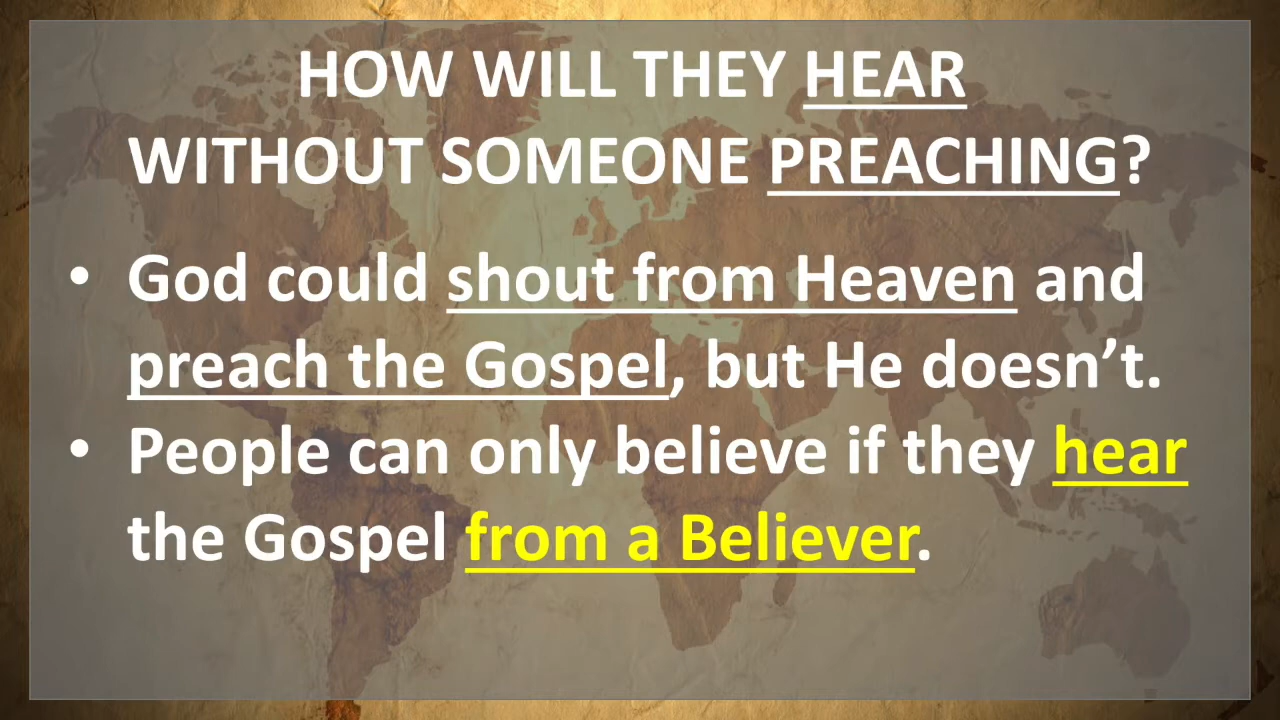 HOW WILL THEY HEAR
WITHOUT SOMEONE PREACHING?
• God could shout from Heaven and
preach the Gospel, but He doesn’t.
• People can only believe if they hear
the Gospel from a Believer.